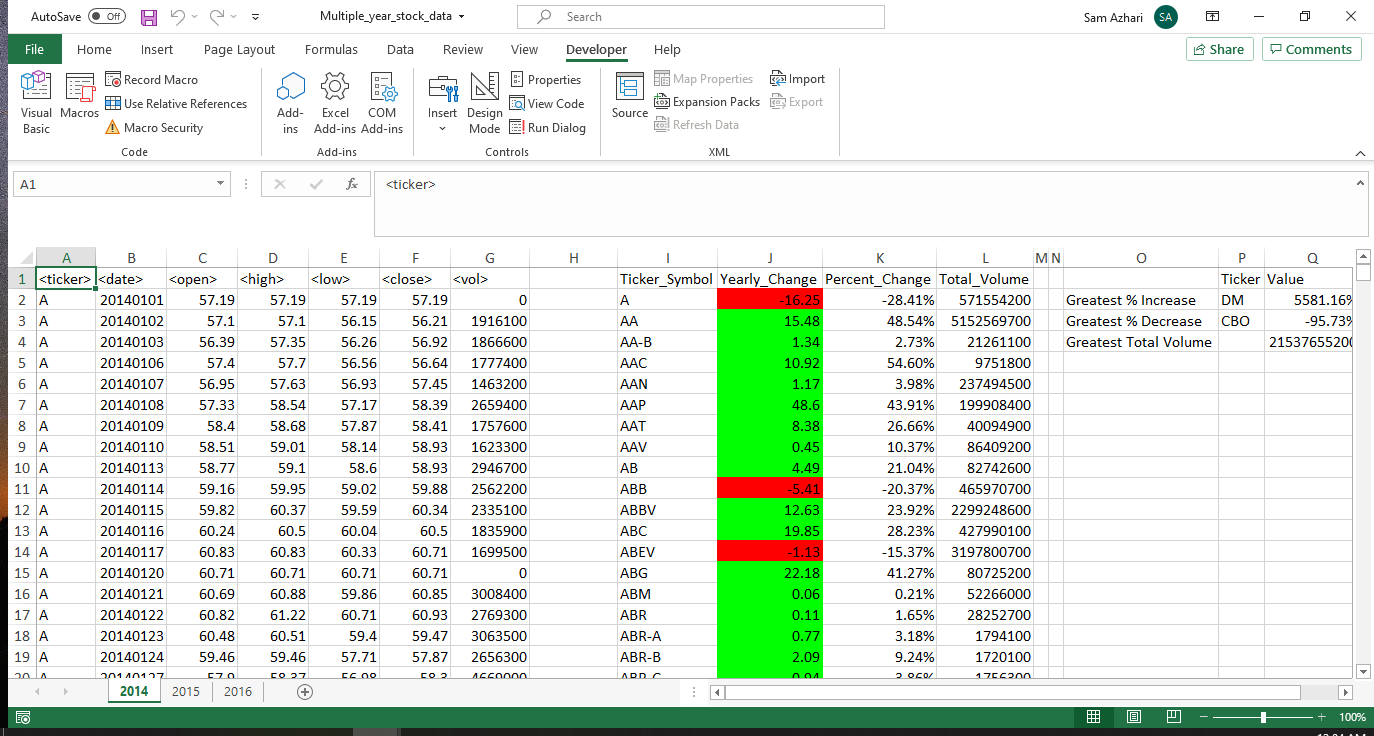 AutoSave Off Multiple_year_stock_data Search Sam Azhari SA
File Home Insert Page Layout Formulas Data Review View Developer Help Share Comments
Visual Basic
Macros
Record Macro
Use Relative References
Macro Security
Code
Add-ins
Excel Add-ins
COM Add-ins
Add-ins
Insert
Design Mode
Properties
View Code
Run Dialog
Controls
Source
Map Properties
Expansion Packs
Refresh Data
Import
Export
XML
A1 fx <ticker>
A B C D E F G H I J K L M N O P Q
1 <ticker> <date> <open> <high> <low> <close> <vol> Ticker_Symbol Yearly_Change Percent_Change Total_Volume Ticker Value
2 A 20140101 57.19 57.19 57.19 57.19 0 A -16.25 -28.41% 571554200 Greatest % Increase DM 5581.16%
3 A 20140102 57.1 57.1 56.15 56.21 1916100 AA 15.48 48.54% 5152569700 Greatest % Decrease CBO -95.73%
4 A 20140103 56.39 57.35 56.26 56.92 1866600 AA-B 1.34 2.73% 21261100 Greatest Total Volume 21537655200
5 A 20140106 57.4 57.7 56.56 56.64 1777400 AAC 10.92 54.60% 9751800
6 A 20140107 56.95 57.63 56.93 57.45 1463200 AAN 1.17 3.98% 237494500
7 A 20140108 57.33 58.54 57.17 58.39 2659400 AAP 48.6 43.91% 199908400
8 A 20140109 58.4 58.68 57.87 58.41 1757600 AAT 8.38 26.66% 40094900
9 A 20140110 58.51 59.01 58.14 58.93 1623300 AAV 0.45 10.37% 86409200
10 A 20140113 58.77 59.1 58.6 58.93 2946700 AB 4.49 21.04% 82742600
11 A 20140114 59.16 59.95 59.02 59.88 2562200 ABB -5.41 -20.37% 465970700
12 A 20140115 59.82 60.37 59.59 60.34 2335100 ABBV 12.63 23.92% 2299248600
13 A 20140116 60.24 60.5 60.04 60.5 1835900 ABC 19.85 28.23% 427990100
14 A 20140117 60.83 60.83 60.33 60.71 1699500 ABEV -1.13 -15.37% 3197800700
15 A 20140120 60.71 60.71 60.71 60.71 0 ABG 22.18 41.27% 80725200
16 A 20140121 60.69 60.88 59.86 60.85 3008400 ABM 0.06 0.21% 52266000
17 A 20140122 60.82 61.22 60.71 60.93 2769300 ABR 0.11 1.65% 28252700
18 A 20140123 60.48 60.51 59.4 59.47 3063500 ABR-A 0.77 3.18% 1794100
19 A 20140124 59.46 59.46 57.71 57.87 2656300 ABR-B 2.09 9.24% 1720100
20 A 20140127
2014 2015 2016
100%